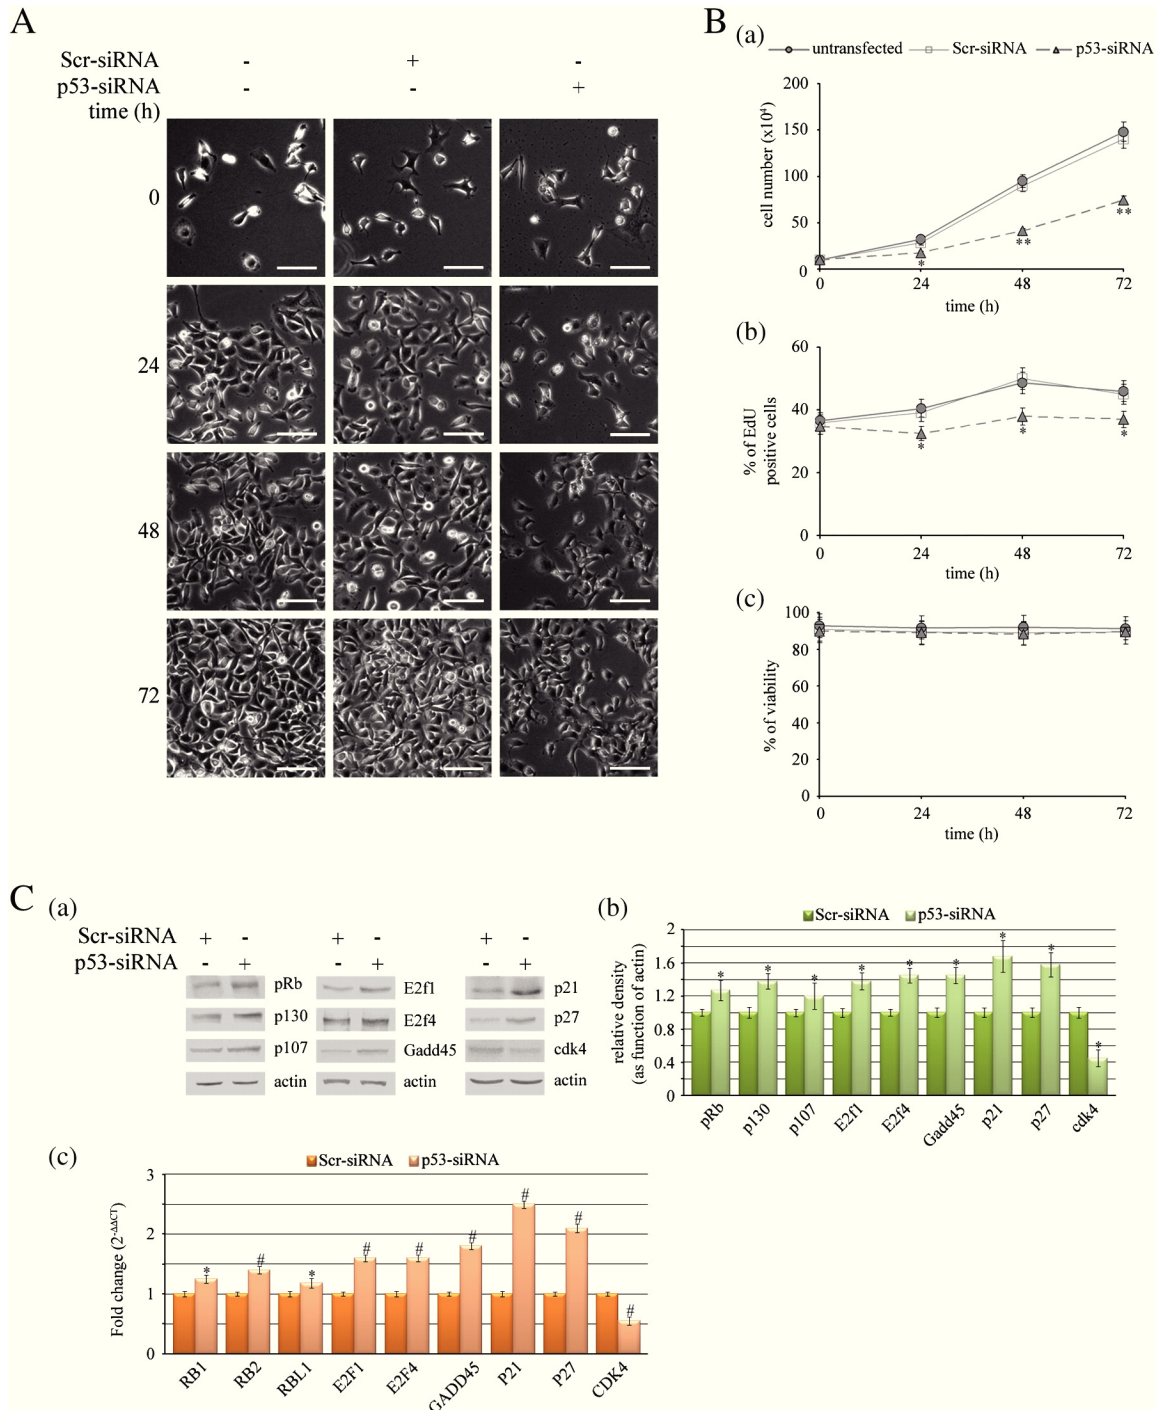 A
Scr-siRNA - + -
p53-siRNA - - +
time (h)
0
24
48
72
B
(a)
untransfected Scr-siRNA p53-siRNA
cell number (x10⁴)
200
150
100
50
0
* ** **
0 24 48 72
time (h)
(b)
% of EdU
positive cells
60
40
20
0
* * *
0 24 48 72
time (h)
(c)
% of viability
100
80
60
40
20
0
0 24 48 72
time (h)
C
(a)
Scr-siRNA + - + - + -
p53-siRNA - + - + - +
pRb E2f1 p21
p130 E2f4 p27
p107 Gadd45 cdk4
actin actin actin
(b)
Scr-siRNA p53-siRNA
relative density
(as function of actin)
2
1.6
1.2
0.8
0.4
0
* * * * * * * * *
pRb p130 p107 E2f1 E2f4 Gadd45 p21 p27 cdk4
(c)
Scr-siRNA p53-siRNA
Fold change (2^-ΔΔCT)
3
2
1
0
* # * # # # # # #
RB1 RB2 RBL1 E2F1 E2F4 GADD45 P21 P27 CDK4